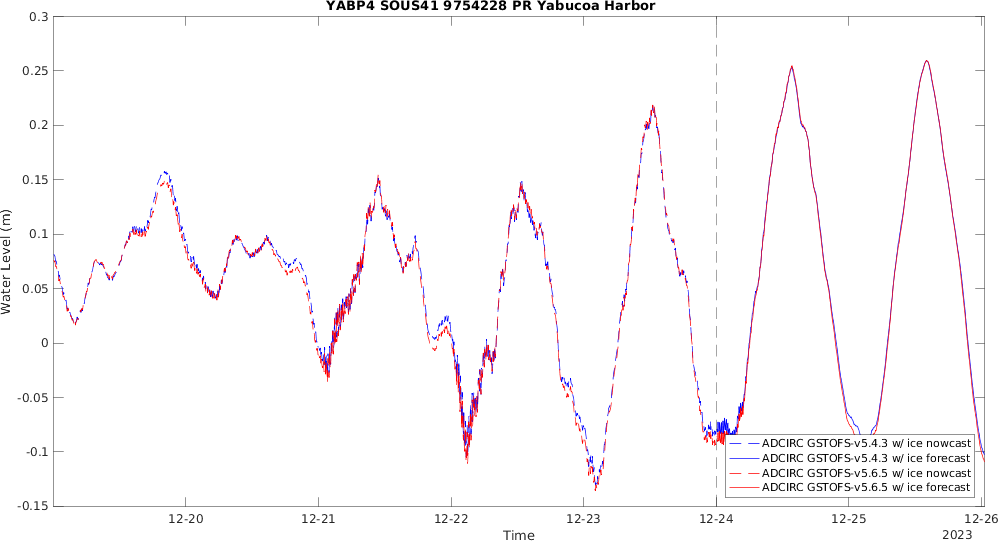 YABP4 SOUS41 9754228 PR Yabucoa Harbor
0.3
0.25
0.2
0.15
0.1
0.05
0
-0.05
-0.1
-0.15
Water Level (m)
12-20
12-21
12-22
12-23
12-24
12-25
12-26
Time
2023
ADCIRC GSTOFS-v5.4.3 w/ ice nowcast
ADCIRC GSTOFS-v5.4.3 w/ ice forecast
ADCIRC GSTOFS-v5.6.5 w/ ice nowcast
ADCIRC GSTOFS-v5.6.5 w/ ice forecast